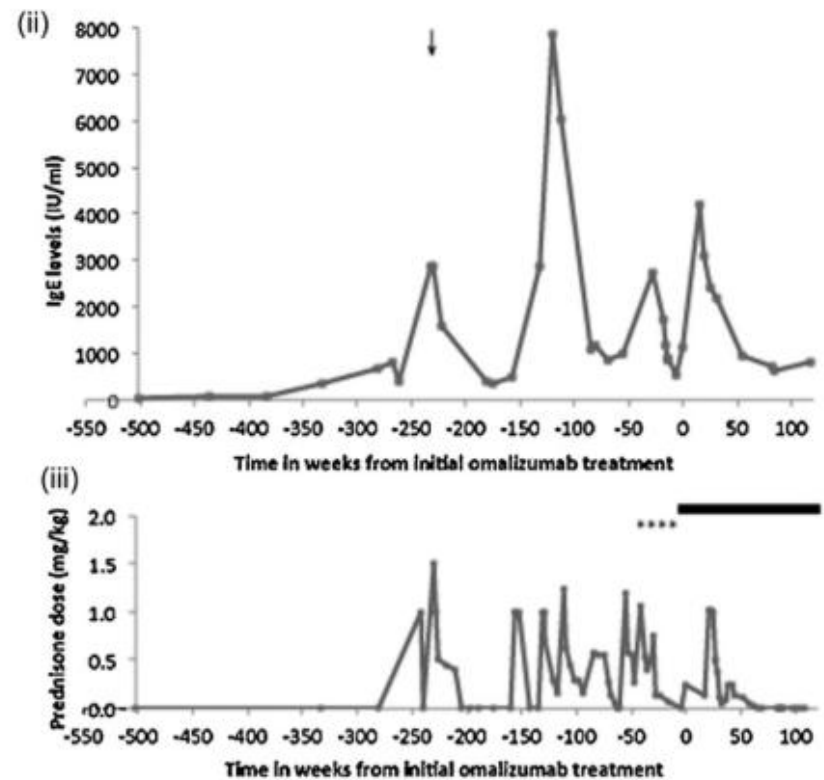 (ii)
8000
7000
6000
5000
4000
3000
2000
1000
0
IgE levels (IU/ml)
-550 -500 -450 -400 -350 -300 -250 -200 -150 -100 -50 0 50 100
Time in weeks from initial omalizumab treatment
(iii)
2.0
1.5
1.0
0.5
0.0
Prednisone dose (mg/kg)
****
-550 -500 -450 -400 -350 -300 -250 -200 -150 -100 -50 0 50 100
Time in weeks from initial omalizumab treatment